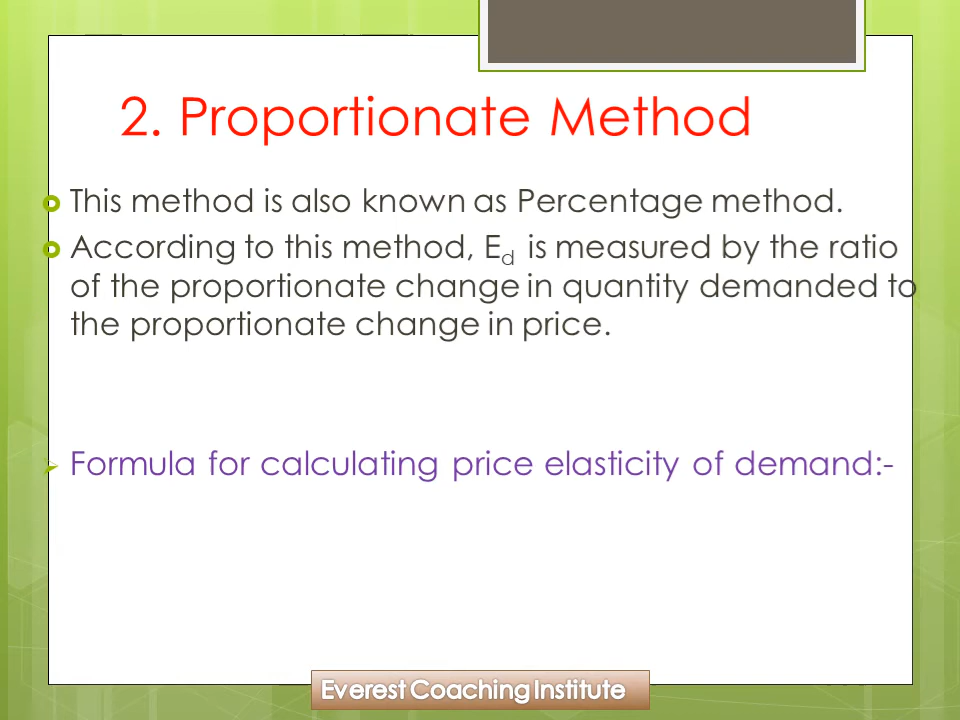 2. Proportionate Method
This method is also known as Percentage method.
According to this method, Ed is measured by the ratio
of the proportionate change in quantity demanded to
the proportionate change in price.
Formula for calculating price elasticity of demand:-
Everest Coaching Institute